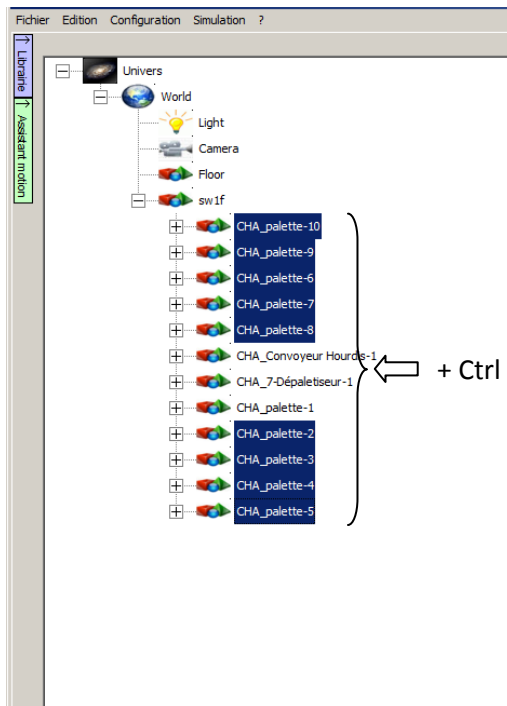 Fichier Edition Configuration Simulation ?
Librairie
Assistant motion
Univers
World
Light
Camera
Floor
sw1f
CHA_palette-10
CHA_palette-9
CHA_palette-6
CHA_palette-7
CHA_palette-8
CHA_Convoyeur Hourdis-1
CHA_7-Dépaletiseur-1
CHA_palette-1
CHA_palette-2
CHA_palette-3
CHA_palette-4
CHA_palette-5
+ Ctrl